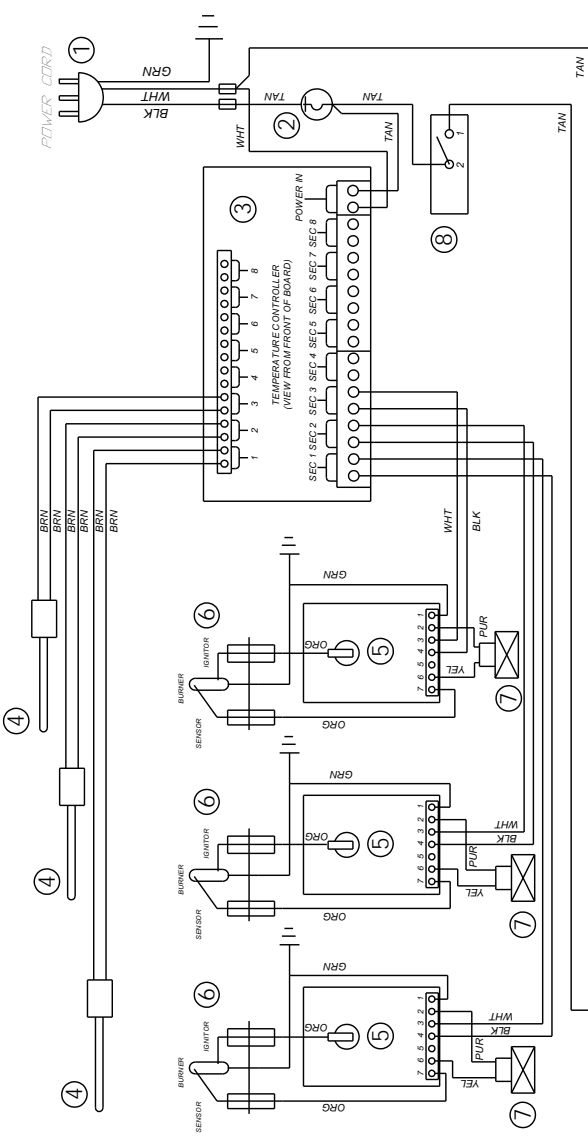 POWER CORD
1
GRN
WHT
BLK
TAN
2
TAN
TAN
WHT
TAN
TAN
8
1
2
3
TEMPERATURE CONTROLLER
(VIEW FROM FRONT OF BOARD)
1 2 3 4 5 6 7 8
SEC 1 SEC 2 SEC 3 SEC 4 SEC 5 SEC 6 SEC 7 SEC 8 POWER IN
BRN
BRN
BRN
BRN
BRN
BRN
4
4
4
WHT
BLK
6
BURNER
IGNITOR
SENSOR
GRN
ORG
ORG
5
7 6 5 4 3 2 1
YEL
PUR
7
6
BURNER
IGNITOR
SENSOR
GRN
ORG
ORG
5
7 6 5 4 3 2 1
WHT
BLK
PUR
YEL
7
6
BURNER
IGNITOR
SENSOR
GRN
ORG
ORG
5
7 6 5 4 3 2 1
WHT
BLK
PUR
YEL
7